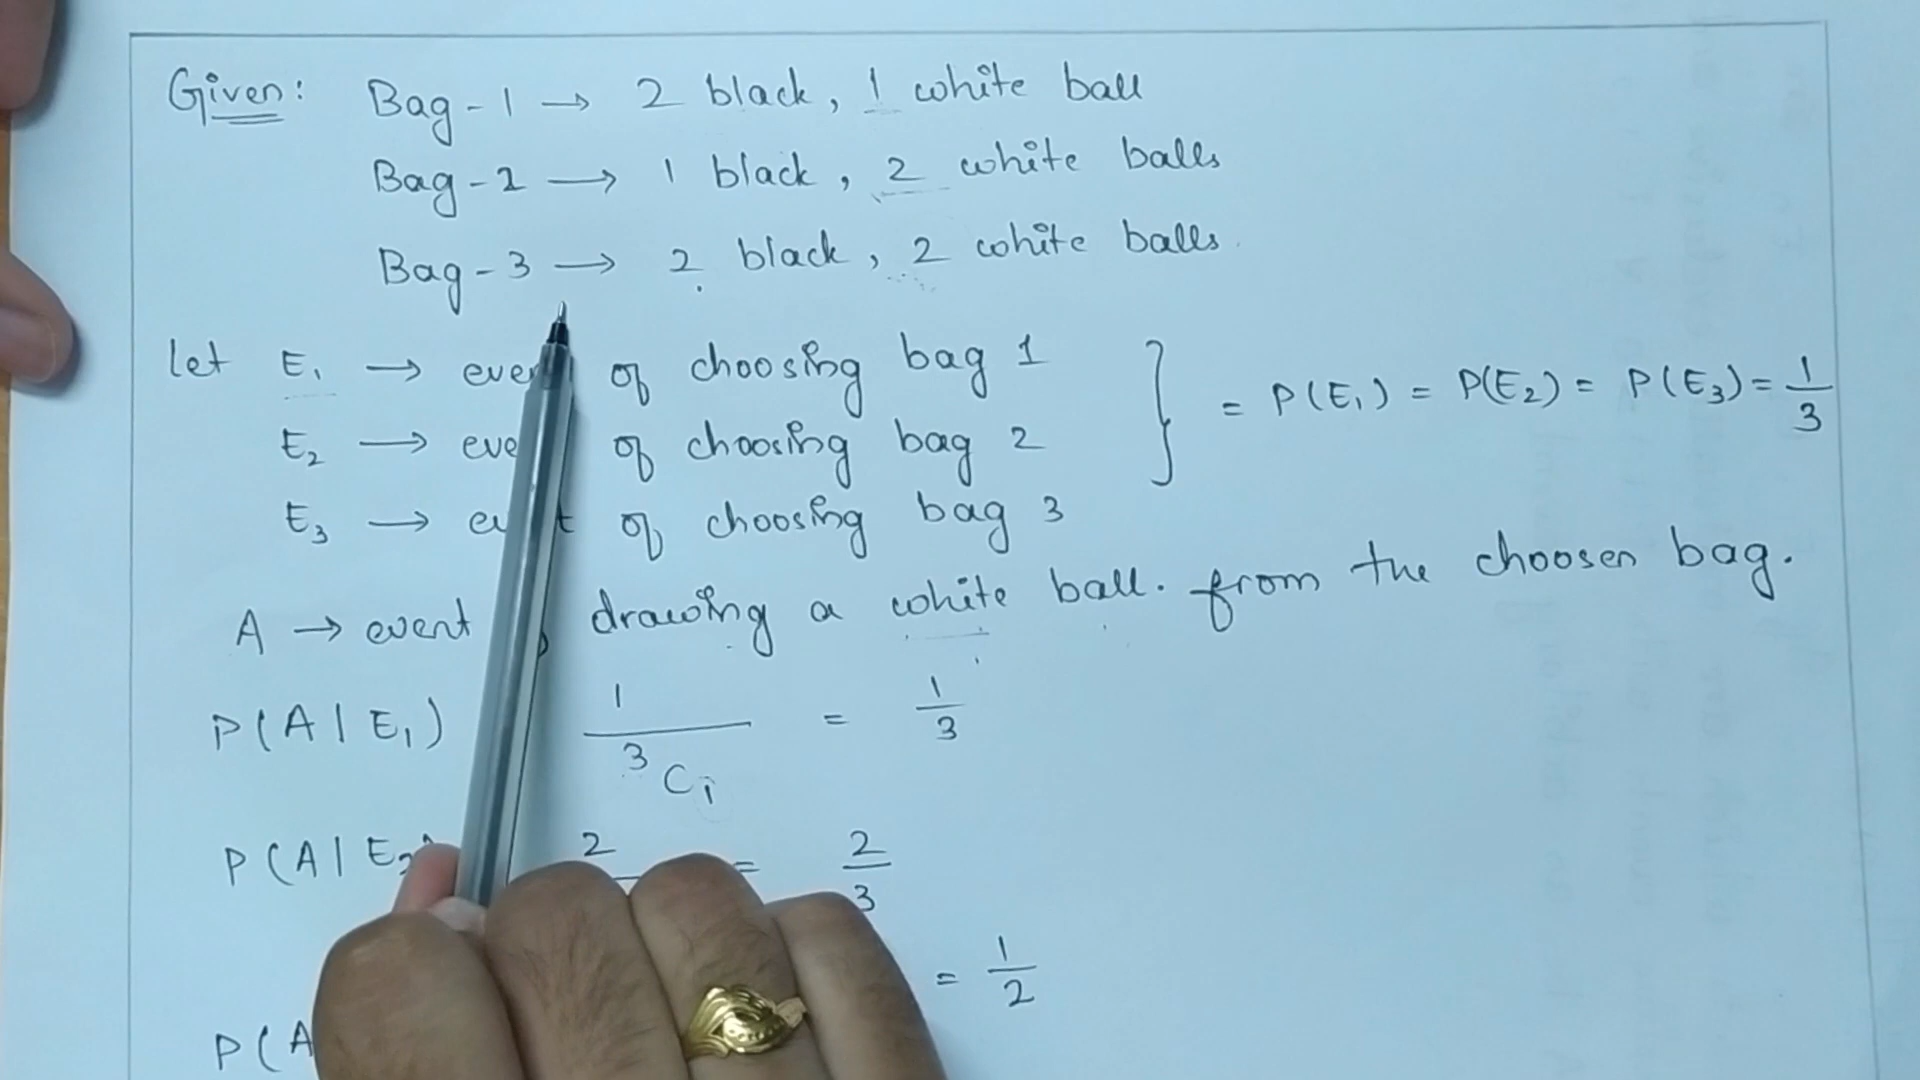 Given: Bag-1 → 2 black, 1 white ball
Bag-2 → 1 black, 2 white balls
Bag-3 → 2 black, 2 white balls.
let E₁ → of choosing bag 1
E₂ → of choosing bag 2
E₃ → of choosing bag 3
} = P(E₁) = P(E₂) = P(E₃) = 1/3
A → event drawing a white ball. from the choosen bag.
P(A|E₁) 1/³C₁ = 1/3
P(A|E₂ 2 = 2/3
P(A = 1/2